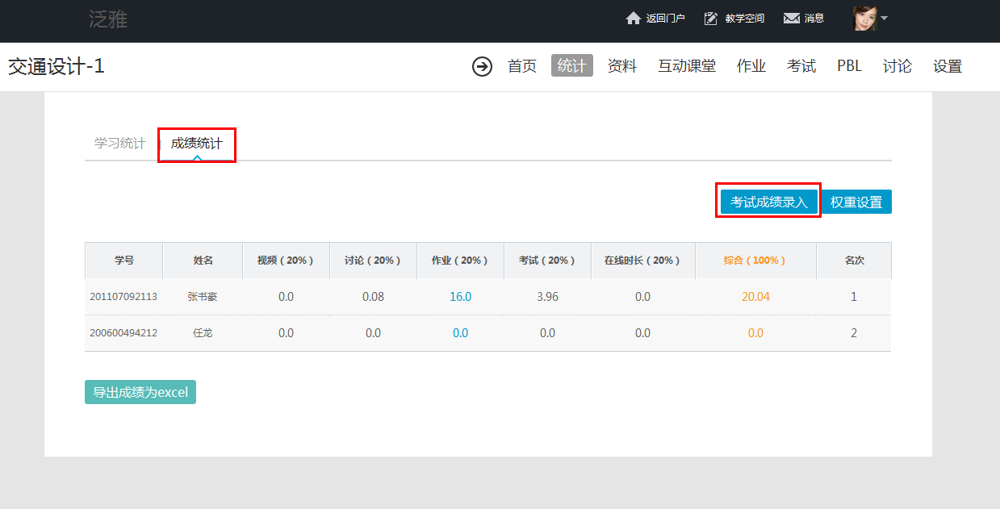 泛雅 返回门户 教学空间 消息
交通设计-1 首页 统计 资料 互动课堂 作业 考试 PBL 讨论 设置
学习统计 成绩统计
考试成绩录入 权重设置
学号 姓名 视频（20%） 讨论（20%） 作业（20%） 考试（20%） 在线时长（20%） 综合（100%） 名次
201107092113 张书豪 0.0 0.08 16.0 3.96 0.0 20.04 1
200600494212 任龙 0.0 0.0 0.0 0.0 0.0 0.0 2
导出成绩为excel